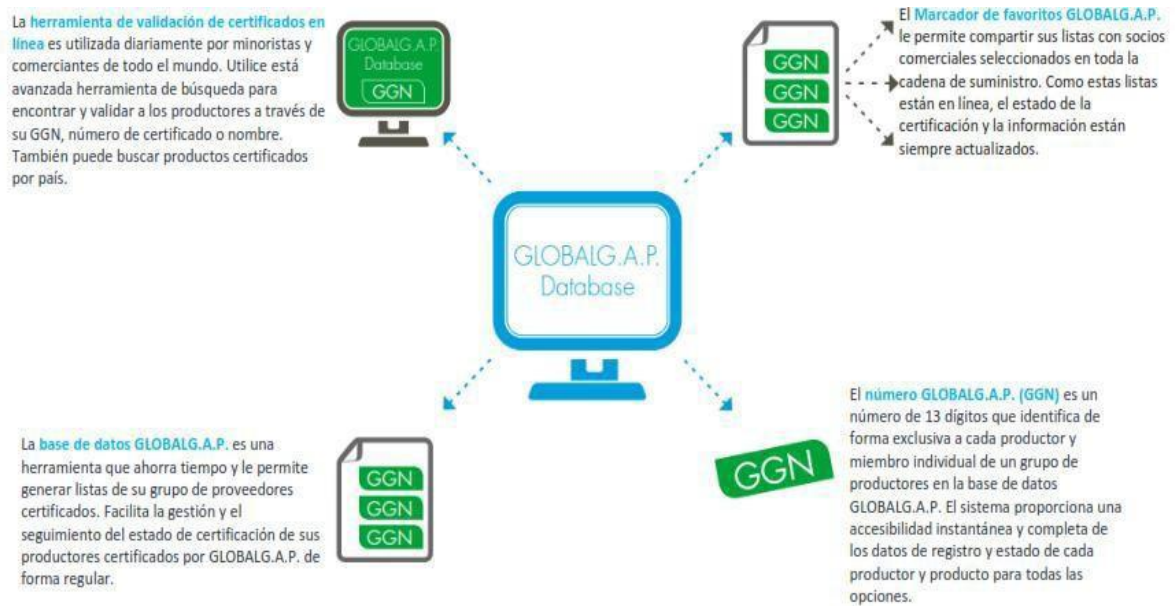 La herramienta de validación de certificados en
línea es utilizada diariamente por minoristas y
comerciantes de todo el mundo. Utilice está
avanzada herramienta de búsqueda para
encontrar y validar a los productores a través de
su GGN, número de certificado o nombre.
También puede buscar productos certificados
por país.
GLOBALG.A.P.
Database
GGN
GGN
GGN
GGN
El Marcador de favoritos GLOBALG.A.P.
le permite compartir sus listas con socios
comerciales seleccionados en toda la
cadena de suministro. Como estas listas
están en línea, el estado de la
certificación y la información están
siempre actualizados.
GLOBALG.A.P.
Database
La base de datos GLOBALG.A.P. es una
herramienta que ahorra tiempo y le permite
generar listas de su grupo de proveedores
certificados. Facilita la gestión y el
seguimiento del estado de certificación de sus
productores certificados por GLOBALG.A.P. de
forma regular.
GGN
GGN
GGN
GGN
El número GLOBALG.A.P. (GGN) es un
número de 13 dígitos que identifica de
forma exclusiva a cada productor y
miembro individual de un grupo de
productores en la base de datos
GLOBALG.A.P. El sistema proporciona una
accesibilidad instantánea y completa de
los datos de registro y estado de cada
productor y producto para todas las
opciones.